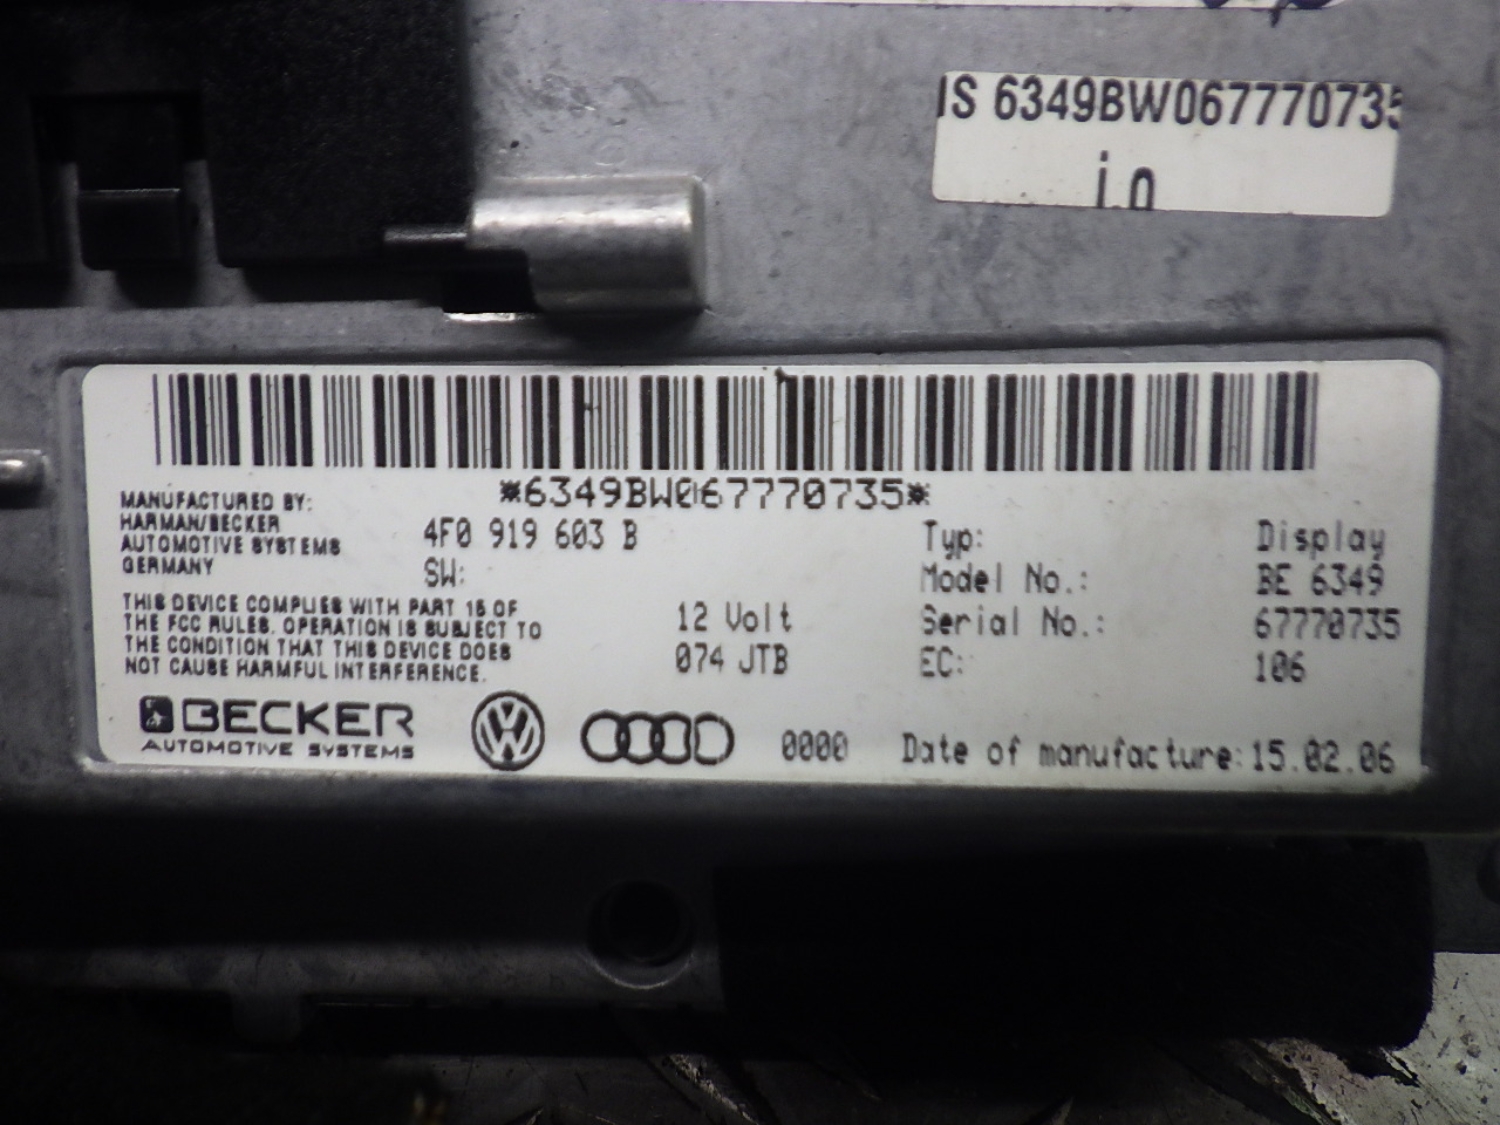 IS 6349BW067770735
i.o
*6349BW067770735*
MANUFACTURED BY:
HARMAN/BECKER
AUTOMOTIVE SYSTEMS
GERMANY
4F0 919 603 B
SW:
THIS DEVICE COMPLIES WITH PART 15 OF
THE FCC RULES. OPERATION IS SUBJECT TO
THE CONDITION THAT THIS DEVICE DOES
NOT CAUSE HARMFUL INTERFERENCE.
12 Volt
074 JTB
Typ: Display
Model No.: BE 6349
Serial No.: 67770735
EC: 106
BECKER
AUTOMOTIVE SYSTEMS
0000
Date of manufacture: 15.02.06